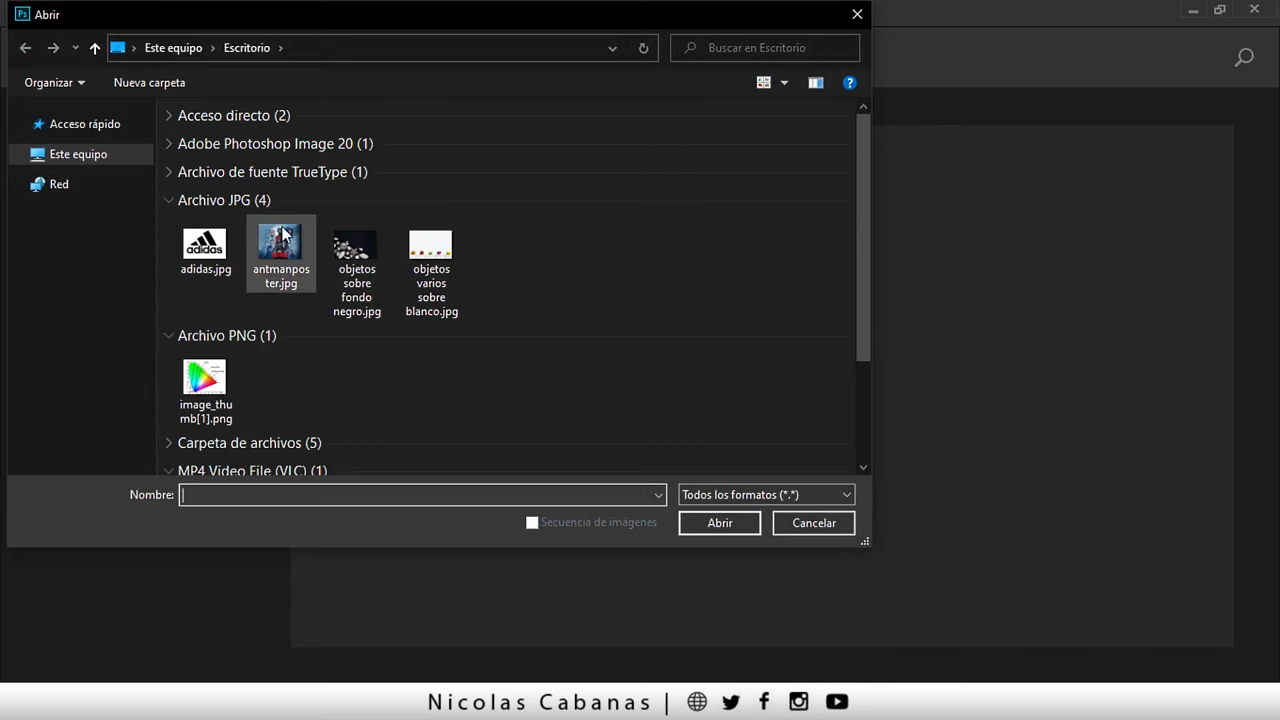 Ps Abrir
Este equipo Escritorio
Buscar en Escritorio
Organizar
Nueva carpeta
?
Acceso rápido
Este equipo
Red
Acceso directo (2)
Adobe Photoshop Image 20 (1)
Archivo de fuente TrueType (1)
Archivo JPG (4)
adidas
adidas.jpg
antmanpos
ter.jpg
objetos
sobre
fondo
negro.jpg
objetos
varios
sobre
blanco.jpg
Archivo PNG (1)
image_thu
mb[1].png
Carpeta de archivos (5)
MP4 Video File (VLC) (1)
Nombre:
Todos los formatos (*.*)
Secuencia de imágenes
Abrir
Cancelar
Nicolas Cabanas |